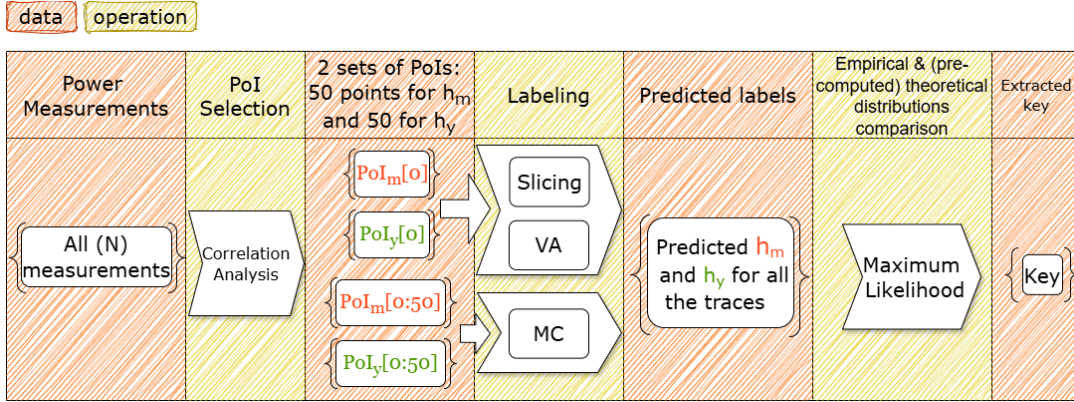 data
operation
Power
Measurements
PoI
Selection
2 sets of PoIs:
50 points for hm
and 50 for hy
Labeling
Predicted labels
Empirical & (pre-
computed) theoretical
distributions
comparison
Extracted
key
All (N)
measurements
Correlation
Analysis
PoIm[0]
PoIy[0]
PoIm[0:50]
PoIy[0:50]
Slicing
VA
MC
Predicted hm
and hy for all
the traces
Maximum
Likelihood
Key